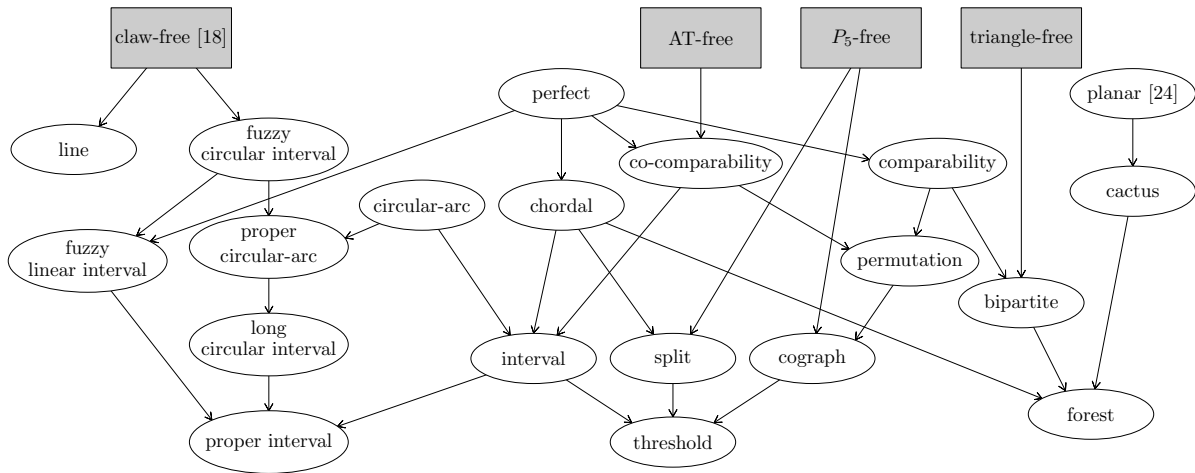 claw-free [18]
AT-free
P5-free
triangle-free
perfect
planar [24]
line
fuzzy
circular interval
co-comparability
comparability
circular-arc
chordal
cactus
fuzzy
linear interval
proper
circular-arc
permutation
bipartite
long
circular interval
interval
split
cograph
forest
proper interval
threshold